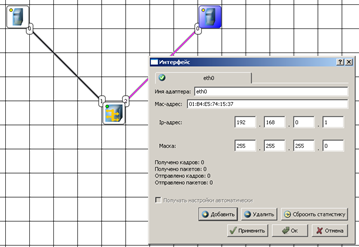 Интерфейс
eth0
Имя адаптера: eth0
Mac-адрес: 01:B4:E5:74:15:37
Ip-адрес: 192 . 168 . 0 . 1
Маска: 255 . 255 . 255 . 0
Получено кадров: 0
Получено пакетов: 0
Отправлено кадров: 0
Отправлено пакетов: 0
Получать настройки автоматически
Добавить Удалить Сбросить статистику
Применить Ок Отмена